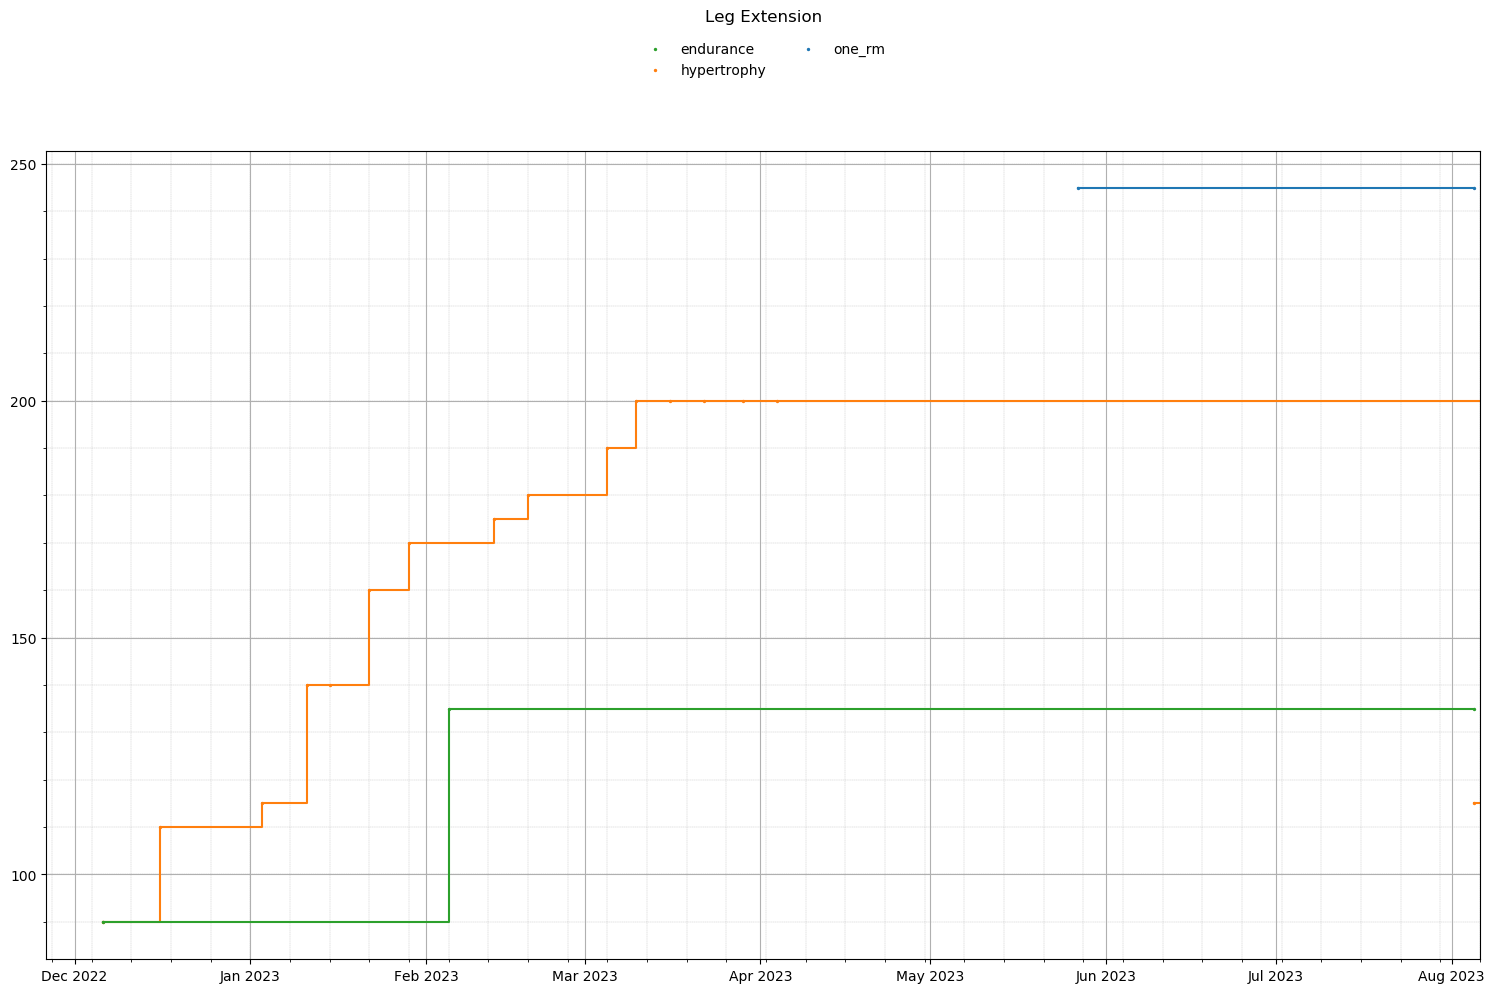 Leg Extension
endurance
one_rm
hypertrophy
250
200
150
100
Dec 2022
Jan 2023
Feb 2023
Mar 2023
Apr 2023
May 2023
Jun 2023
Jul 2023
Aug 2023